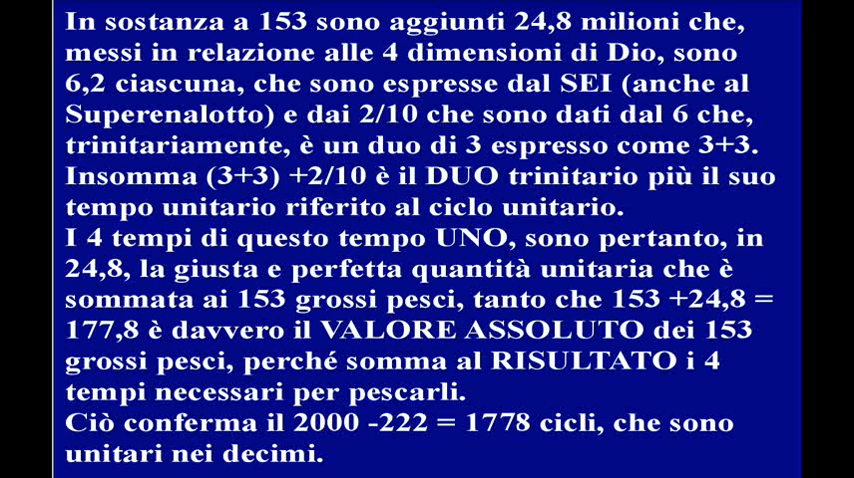 In sostanza a 153 sono aggiunti 24,8 milioni che,
messi in relazione alle 4 dimensioni di Dio, sono
6,2 ciascuna, che sono espresse dal SEI (anche al
Superenalotto) e dai 2/10 che sono dati dal 6 che,
trinitariamente, è un duo di 3 espresso come 3+3.
Insomma (3+3) +2/10 è il DUO trinitario più il suo
tempo unitario riferito al ciclo unitario.
I 4 tempi di questo tempo UNO, sono pertanto, in
24,8, la giusta e perfetta quantità unitaria che è
sommata ai 153 grossi pesci, tanto che 153 +24,8 =
177,8 è davvero il VALORE ASSOLUTO dei 153
grossi pesci, perché somma al RISULTATO i 4
tempi necessari per pescarli.
Ciò conferma il 2000 -222 = 1778 cicli, che sono
unitari nei decimi.